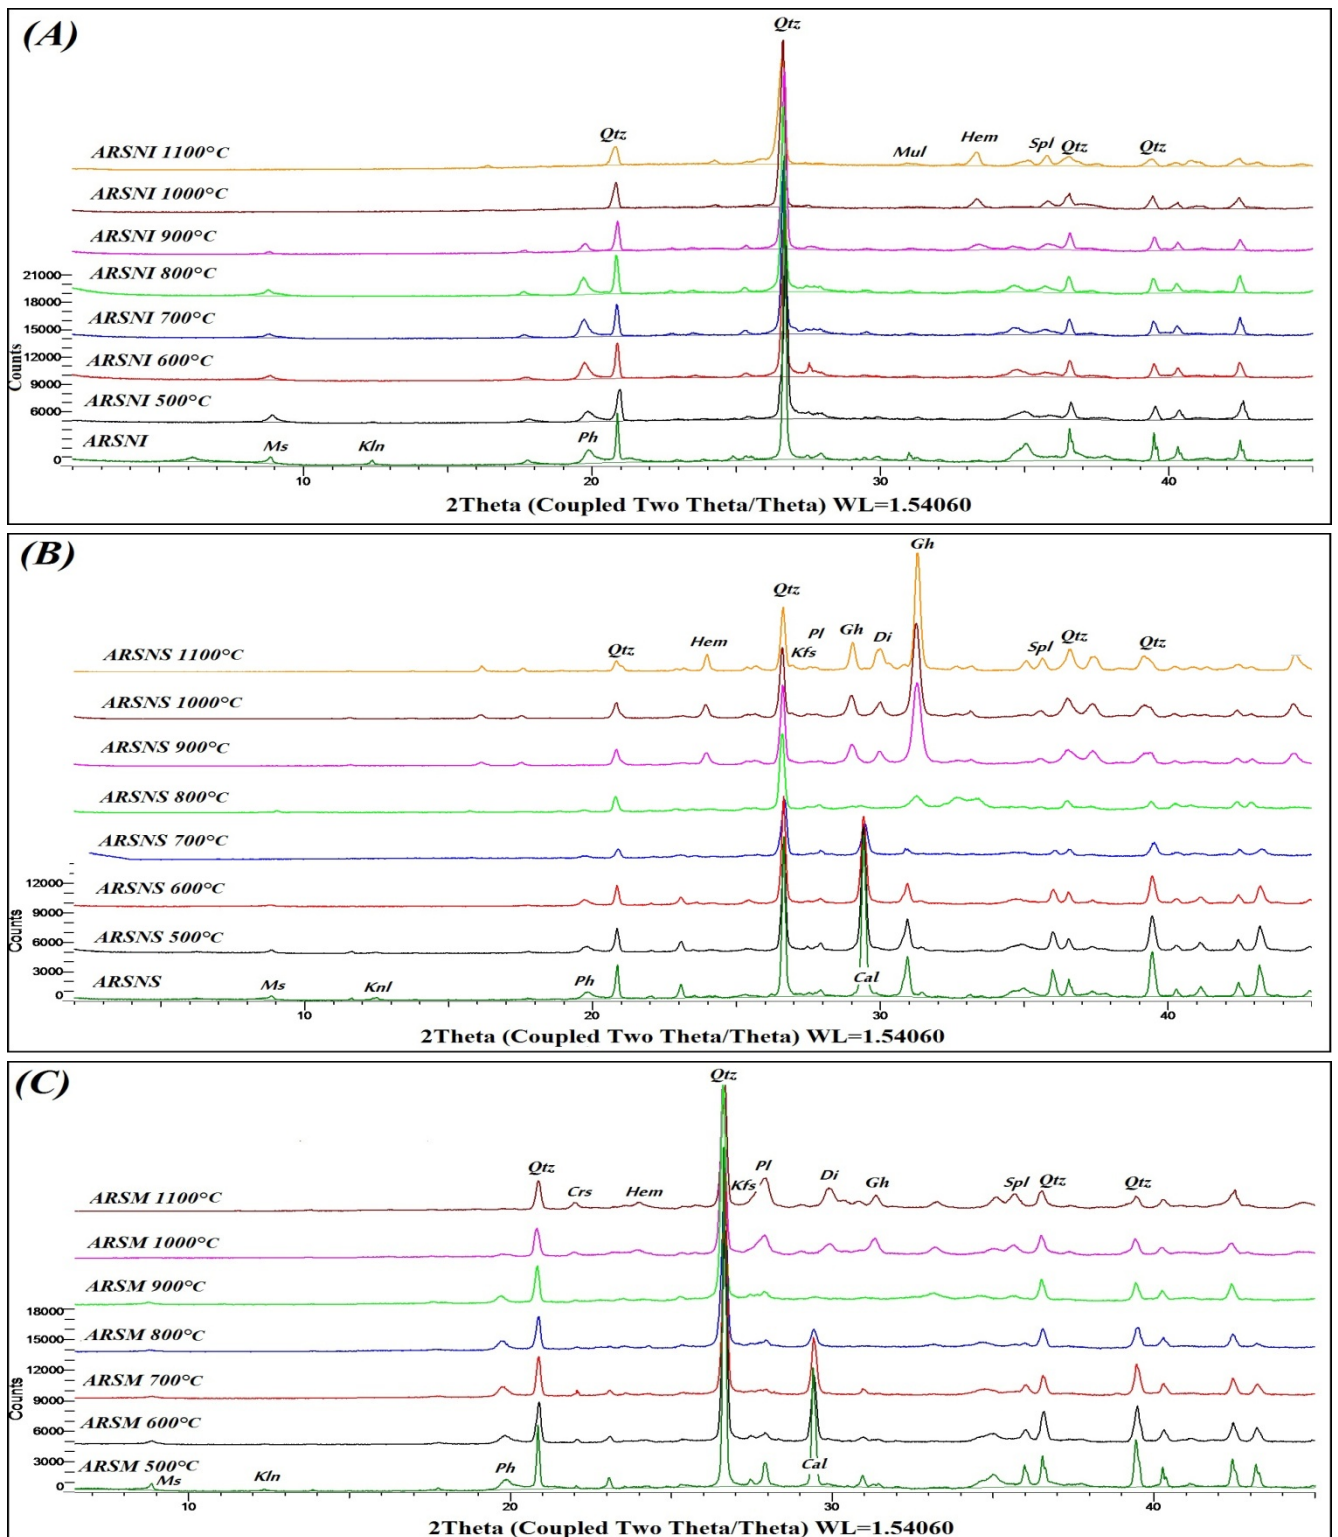 (A)
Qtz
Qtz
Mul
Hem
Spl
Qtz
Qtz
ARSNI 1100°C
ARSNI 1000°C
ARSNI 900°C
ARSNI 800°C
ARSNI 700°C
ARSNI 600°C
ARSNI 500°C
ARSNI
21000
18000
15000
12000
9000
6000
3000
0
Counts
Ms
Kln
Ph
10
20
30
40
2Theta (Coupled Two Theta/Theta) WL=1.54060
(B)
Gh
Qtz
Qtz
Hem
Kfs
Pl
Gh
Di
Spl
Qtz
Qtz
ARSNS 1100°C
ARSNS 1000°C
ARSNS 900°C
ARSNS 800°C
ARSNS 700°C
ARSNS 600°C
ARSNS 500°C
ARSNS
12000
9000
6000
3000
0
Counts
Ms
Knl
Ph
Cal
10
20
30
40
2Theta (Coupled Two Theta/Theta) WL=1.54060
(C)
Qtz
Qtz
Crs
Hem
Kfs
Pl
Di
Gh
Spl
Qtz
Qtz
ARSM 1100°C
ARSM 1000°C
ARSM 900°C
ARSM 800°C
ARSM 700°C
ARSM 600°C
ARSM 500°C
18000
15000
12000
9000
6000
3000
0
Counts
Ms
Kln
Ph
Cal
10
20
30
40
2Theta (Coupled Two Theta/Theta) WL=1.54060